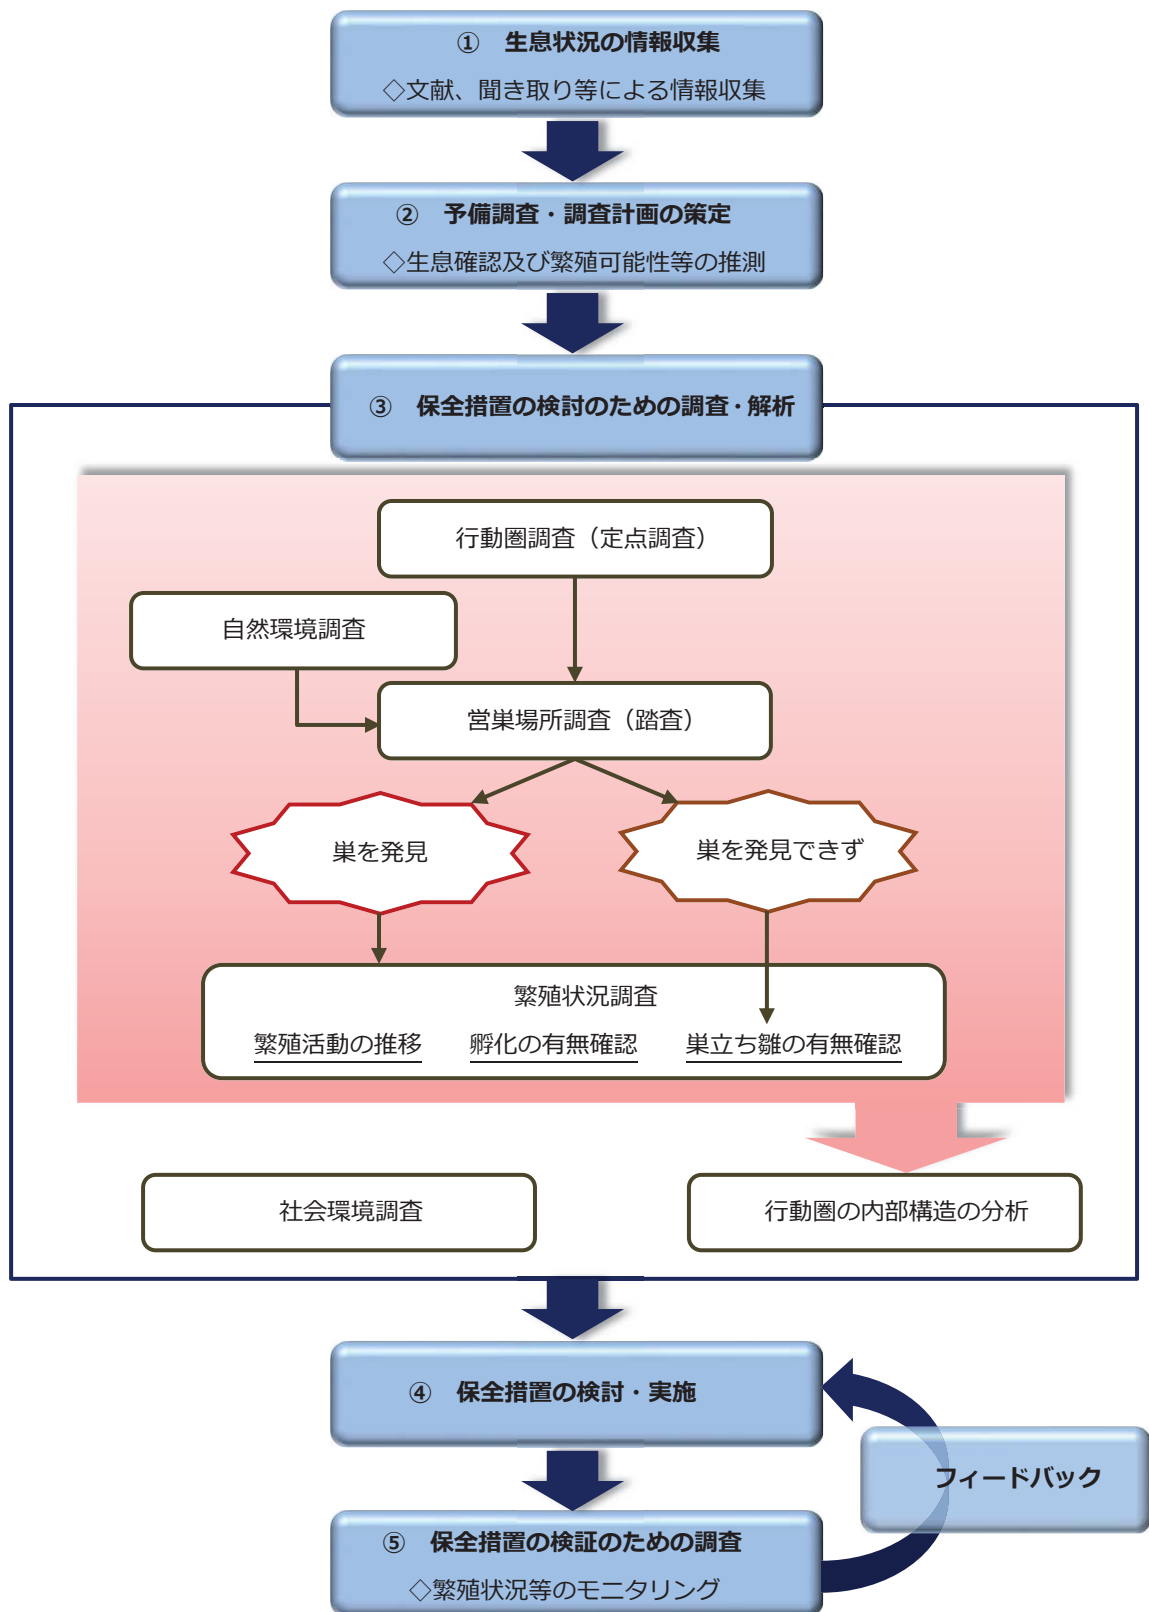 ① 生息状況の情報収集
◇文献、聞き取り等による情報収集
② 予備調査・調査計画の策定
◇生息確認及び繁殖可能性等の推測
③ 保全措置の検討のための調査・解析
行動圏調査（定点調査）
自然環境調査
営巣場所調査（踏査）
巣を発見
巣を発見できず
繁殖状況調査
繁殖活動の推移 孵化の有無確認 巣立ち雛の有無確認
社会環境調査
行動圏の内部構造の分析
④ 保全措置の検討・実施
フィードバック
⑤ 保全措置の検証のための調査
◇繁殖状況等のモニタリング